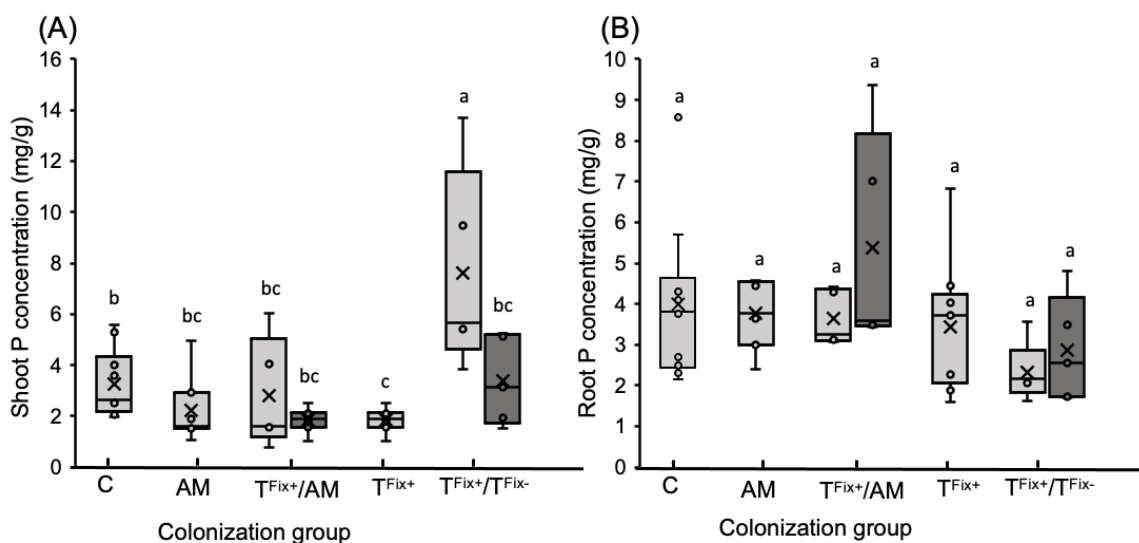 (A)
Shoot P concentration (mg/g)
16
14
12
10
8
6
4
2
0
b
bc
bc
bc
c
a
bc
C
AM
TFix+/AM
TFix+
TFix+/TFix-
Colonization group
(B)
Root P concentration (mg/g)
10
9
8
7
6
5
4
3
2
1
0
a
a
a
a
a
a
a
C
AM
TFix+/AM
TFix+
TFix+/TFix-
Colonization group